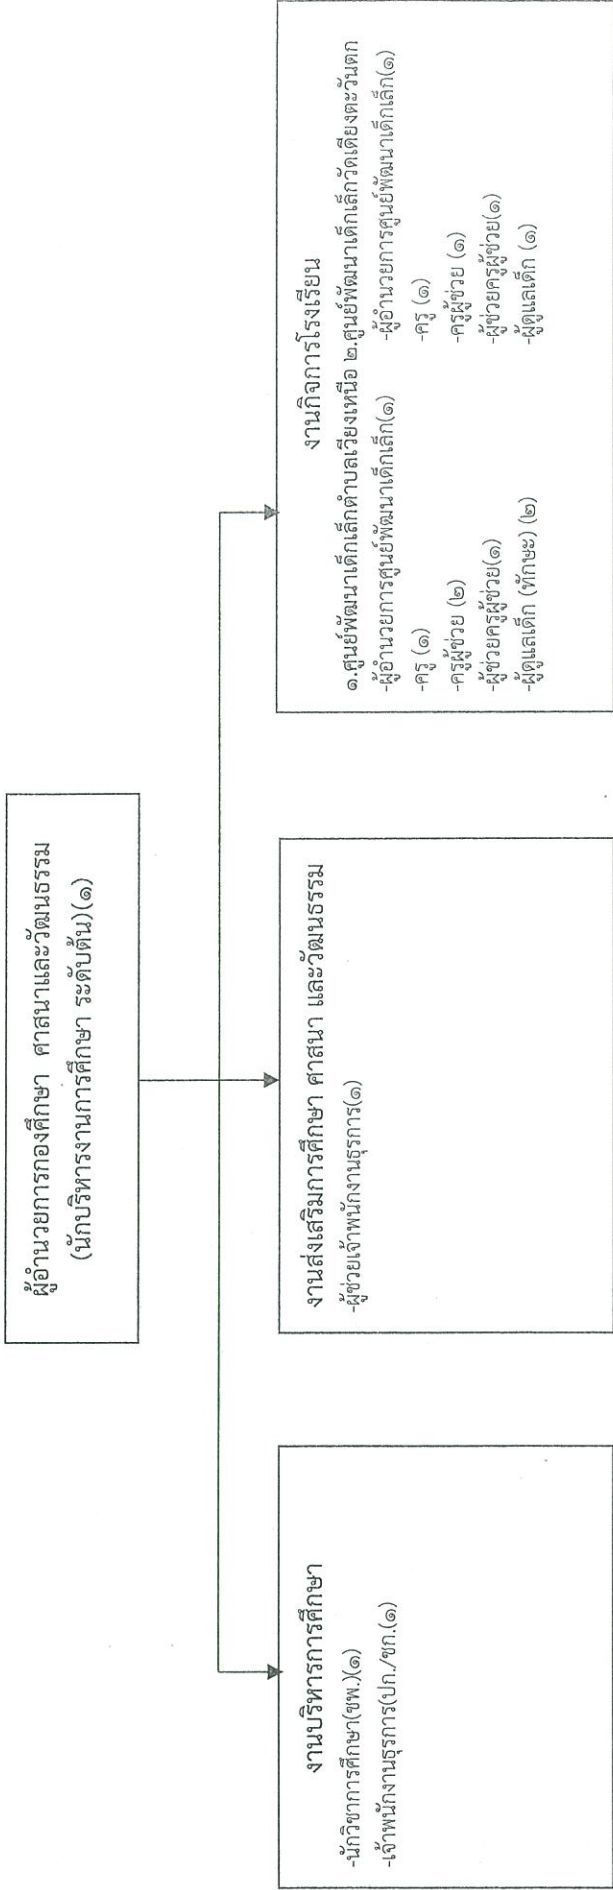 ผู้อำนวยการกองศึกษา ศาสนาและวัฒนธรรม
(นักบริหารงานการศึกษา ระดับต้น)(๑)
งานบริหารการศึกษา
-นักวิชาการศึกษา(ชพ.)(๑)
-เจ้าพนักงานธุรการ(ปก./ชก.(๑)
งานส่งเสริมการศึกษา ศาสนา และวัฒนธรรม
-ผู้ช่วยเจ้าพนักงานธุรการ(๑)
งานกิจการโรงเรียน
๑.ศูนย์พัฒนาเด็กเล็กตำบลเวียงเหนือ ๒.ศูนย์พัฒนาเด็กเล็กวัดเดียงตะวันตก
-ผู้อำนวยการศูนย์พัฒนาเด็กเล็ก(๑) -ผู้อำนวยการศูนย์พัฒนาเด็กเล็ก(๑)
-ครู (๑) -ครู (๑)
-ครูผู้ช่วย (๒) -ครูผู้ช่วย (๑)
-ผู้ช่วยครูผู้ช่วย(๑) -ผู้ช่วยครูผู้ช่วย(๑)
-ผู้ดูแลเด็ก (ทักษะ) (๒) -ผู้ดูแลเด็ก (๑)